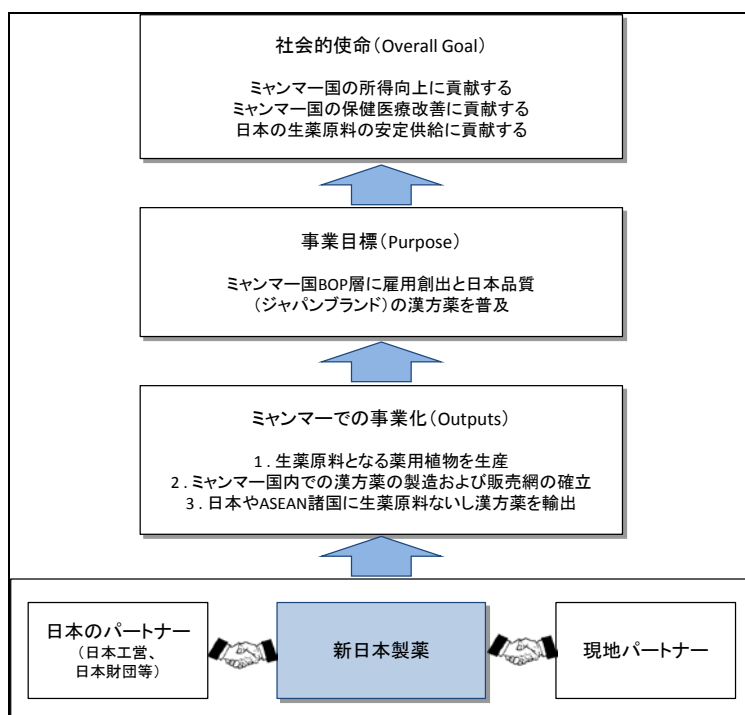 社会的使命（Overall Goal）
ミャンマー国の所得向上に貢献する
ミャンマー国の保健医療改善に貢献する
日本の生薬原料の安定供給に貢献する
事業目標（Purpose）
ミャンマー国BOP層に雇用創出と日本品質
（ジャパンブランド）の漢方薬を普及
ミャンマーでの事業化（Outputs）
１．生薬原料となる薬用植物を生産
２．ミャンマー国内での漢方薬の製造および販売網の確立
３．日本やASEAN諸国に生薬原料ないし漢方薬を輸出
日本のパートナー
（日本工営、
日本財団等）
新日本製薬
現地パートナー